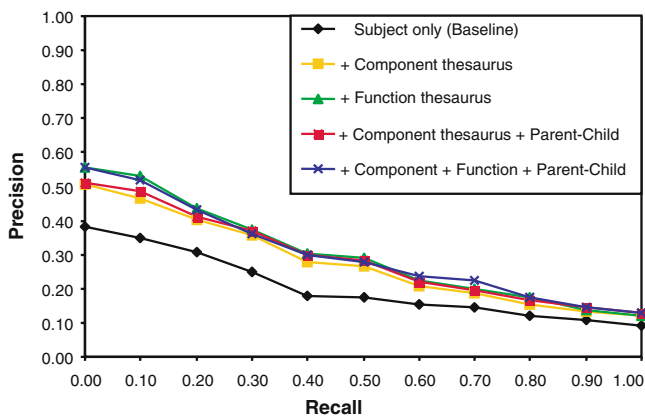 1.00
0.90
0.80
0.70
0.60
0.50
0.40
0.30
0.20
0.10
0.00
Precision
Subject only (Baseline)
+ Component thesaurus
+ Function thesaurus
+ Component thesaurus + Parent-Child
+ Component + Function + Parent-Child
0.00 0.10 0.20 0.30 0.40 0.50 0.60 0.70 0.80 0.90 1.00
Recall